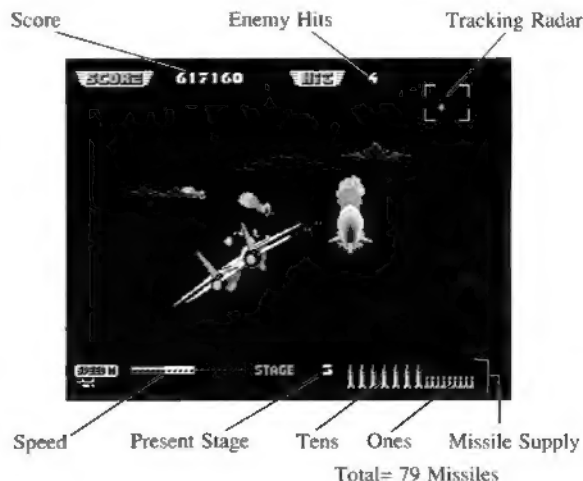 Score Enemy Hits Tracking Radar
SCORE 617160 HIT 4
SPEED M STAGE 5
Speed Present Stage Tens Ones Missile Supply
Total= 79 Missiles